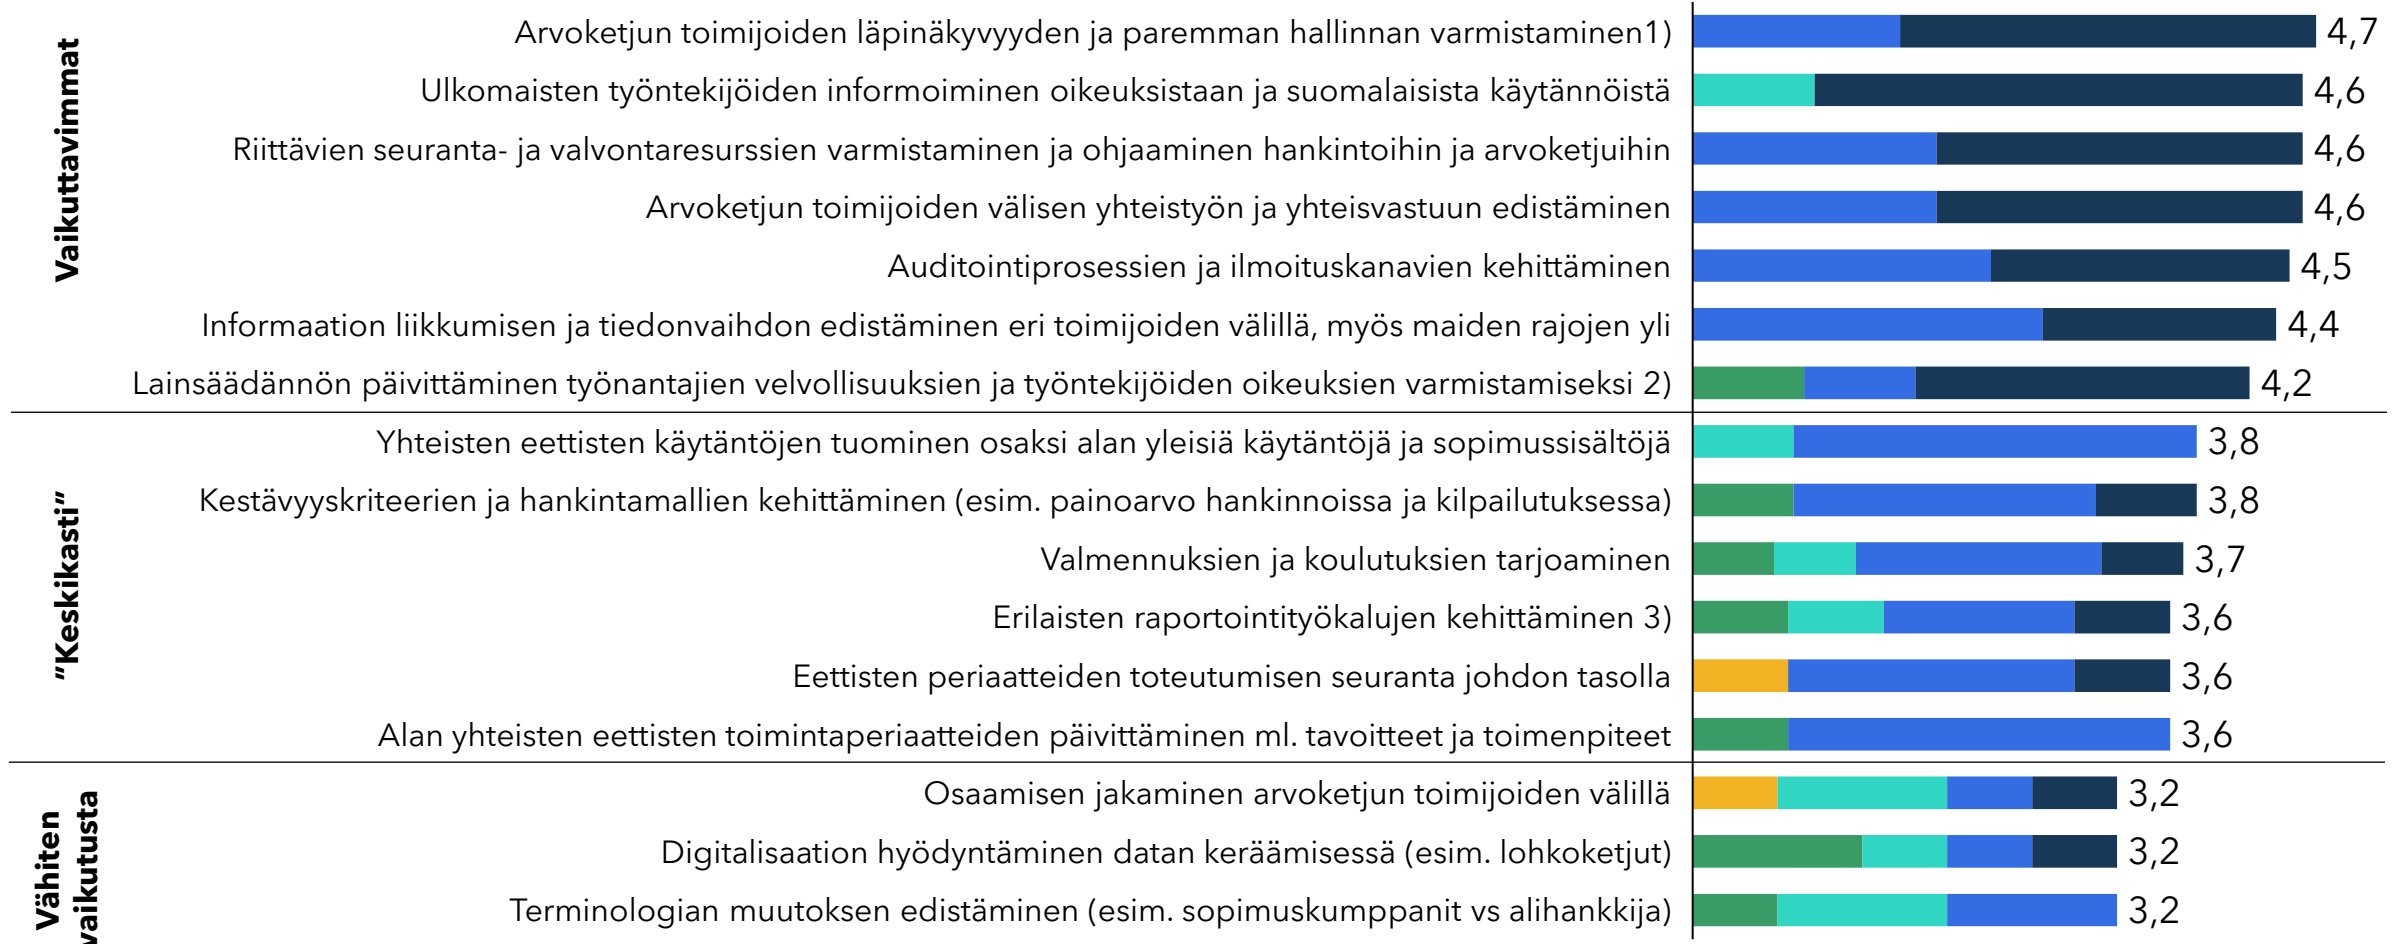 Vaikuttavimmat
Arvoketjun toimijoiden läpinäkyvyyden ja paremman hallinnan varmistaminen1) 4,7
Ulkomaisten työntekijöiden informoiminen oikeuksistaan ja suomalaisista käytännöistä 4,6
Riittävien seuranta- ja valvontaresurssien varmistaminen ja ohjaaminen hankintoihin ja arvoketjuihin 4,6
Arvoketjun toimijoiden välisen yhteistyön ja yhteisvastuun edistäminen 4,6
Auditointiprosessien ja ilmoituskanavien kehittäminen 4,5
Informaation liikkumisen ja tiedonvaihdon edistäminen eri toimijoiden välillä, myös maiden rajojen yli 4,4
Lainsäädännön päivittäminen työnantajien velvollisuuksien ja työntekijöiden oikeuksien varmistamiseksi 2) 4,2
"Keskikasti"
Yhteisten eettisten käytäntöjen tuominen osaksi alan yleisiä käytäntöjä ja sopimussisältöjä 3,8
Kestävyyskriteerien ja hankintamallien kehittäminen (esim. painoarvo hankinnoissa ja kilpailutuksessa) 3,8
Valmennuksien ja koulutuksien tarjoaminen 3,7
Erilaisten raportointityökalujen kehittäminen 3) 3,6
Eettisten periaatteiden toteutumisen seuranta johdon tasolla 3,6
Alan yhteisten eettisten toimintaperiaatteiden päivittäminen ml. tavoitteet ja toimenpiteet 3,6
Vähiten
vaikutusta
Osaamisen jakaminen arvoketjun toimijoiden välillä 3,2
Digitalisaation hyödyntäminen datan keräämisessä (esim. lohkoketjut) 3,2
Terminologian muutoksen edistäminen (esim. sopimuskumppanit vs alihankkija) 3,2